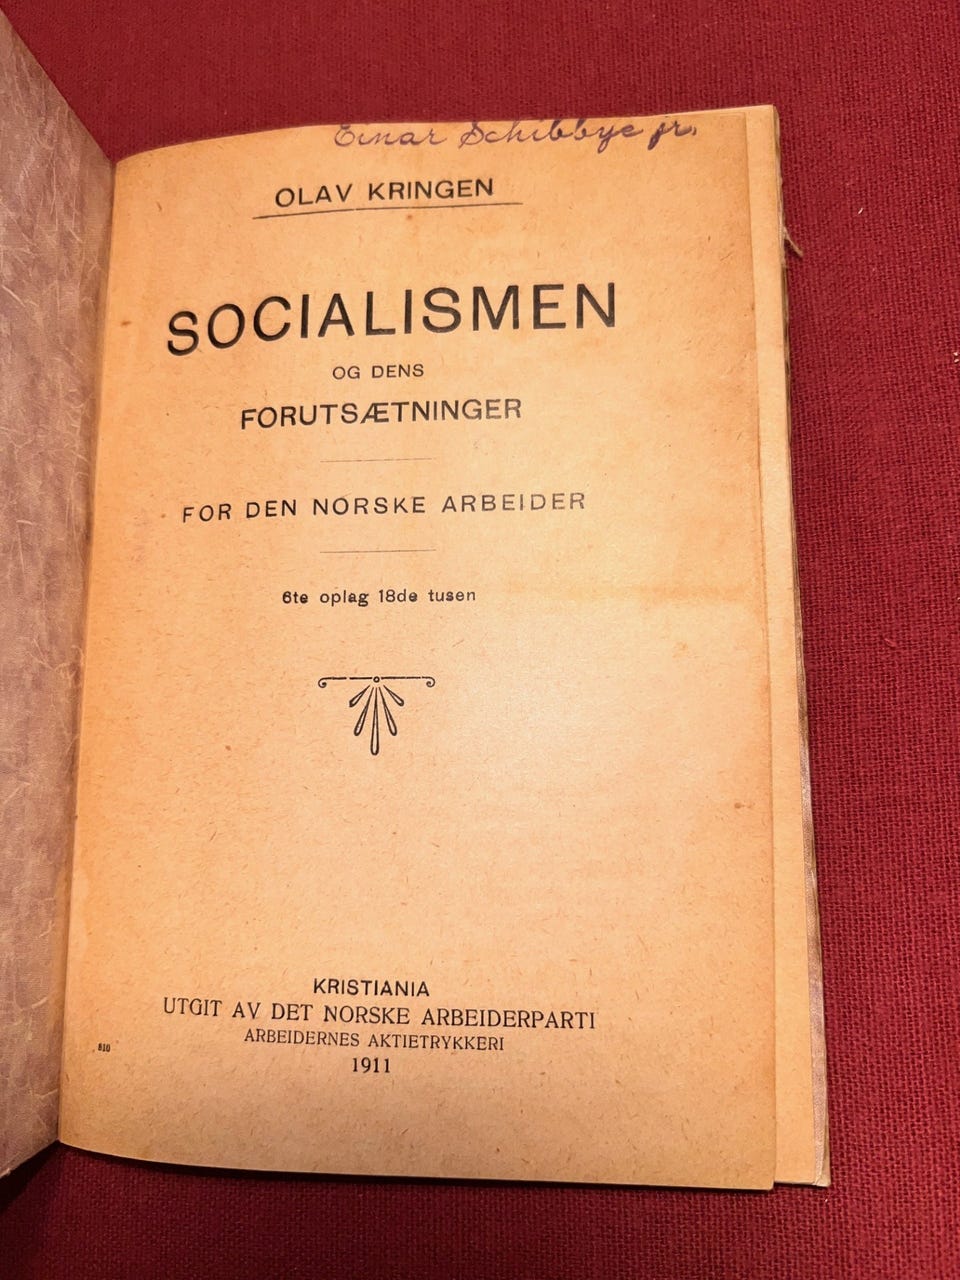 Einar Schibbye jr.
OLAV KRINGEN
SOCIALISMEN
OG DENS
FORUTSÆTNINGER
FOR DEN NORSKE ARBEIDER
6te oplag 18de tusen
KRISTIANIA
UTGIT AV DET NORSKE ARBEIDERPARTI
ARBEIDERNES AKTIETRYKKERI
810
1911